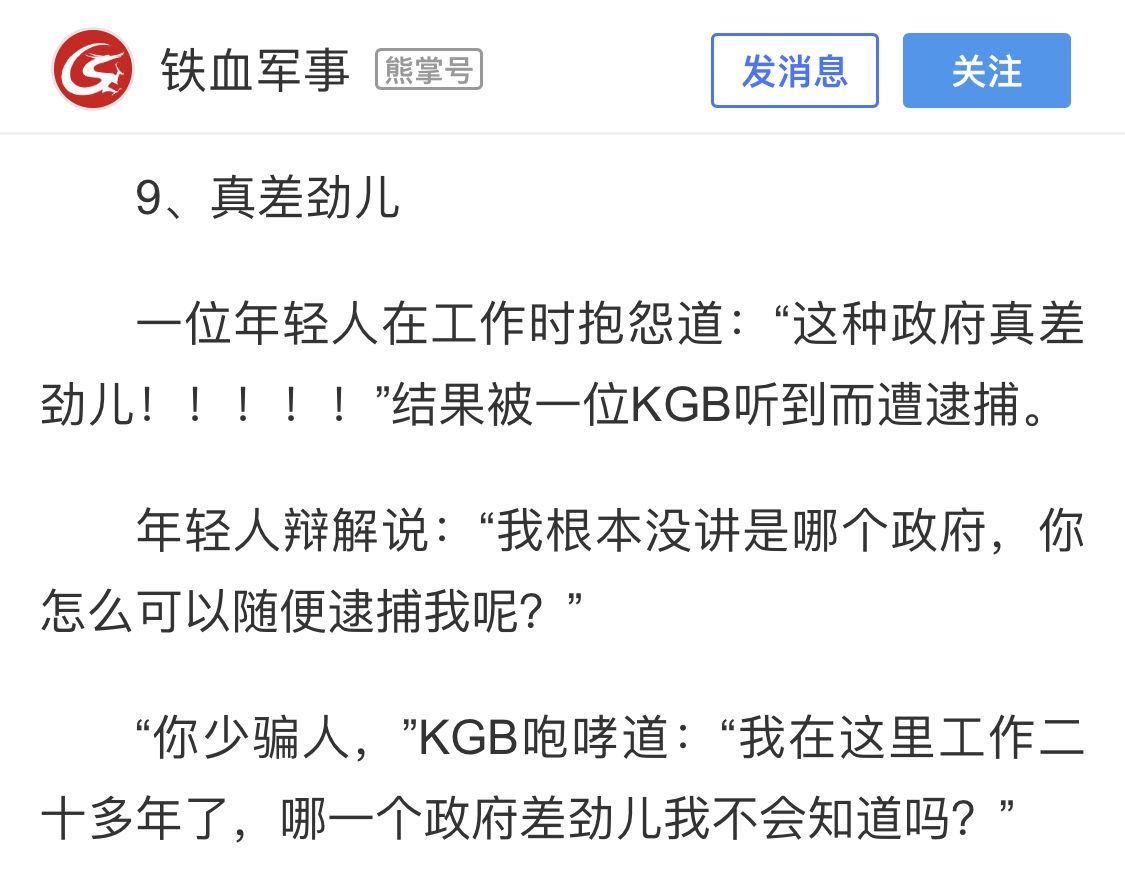 铁血军事 熊掌号 发消息 关注
9、真差劲儿
一位年轻人在工作时抱怨道：“这种政府真差
劲儿！！！！！”结果被一位KGB听到而遭逮捕。
年轻人辩解说：“我根本没讲是哪个政府，你
怎么可以随便逮捕我呢？”
“你少骗人，”KGB咆哮道：“我在这里工作二
十多年了，哪一个政府差劲儿我不会知道吗？”